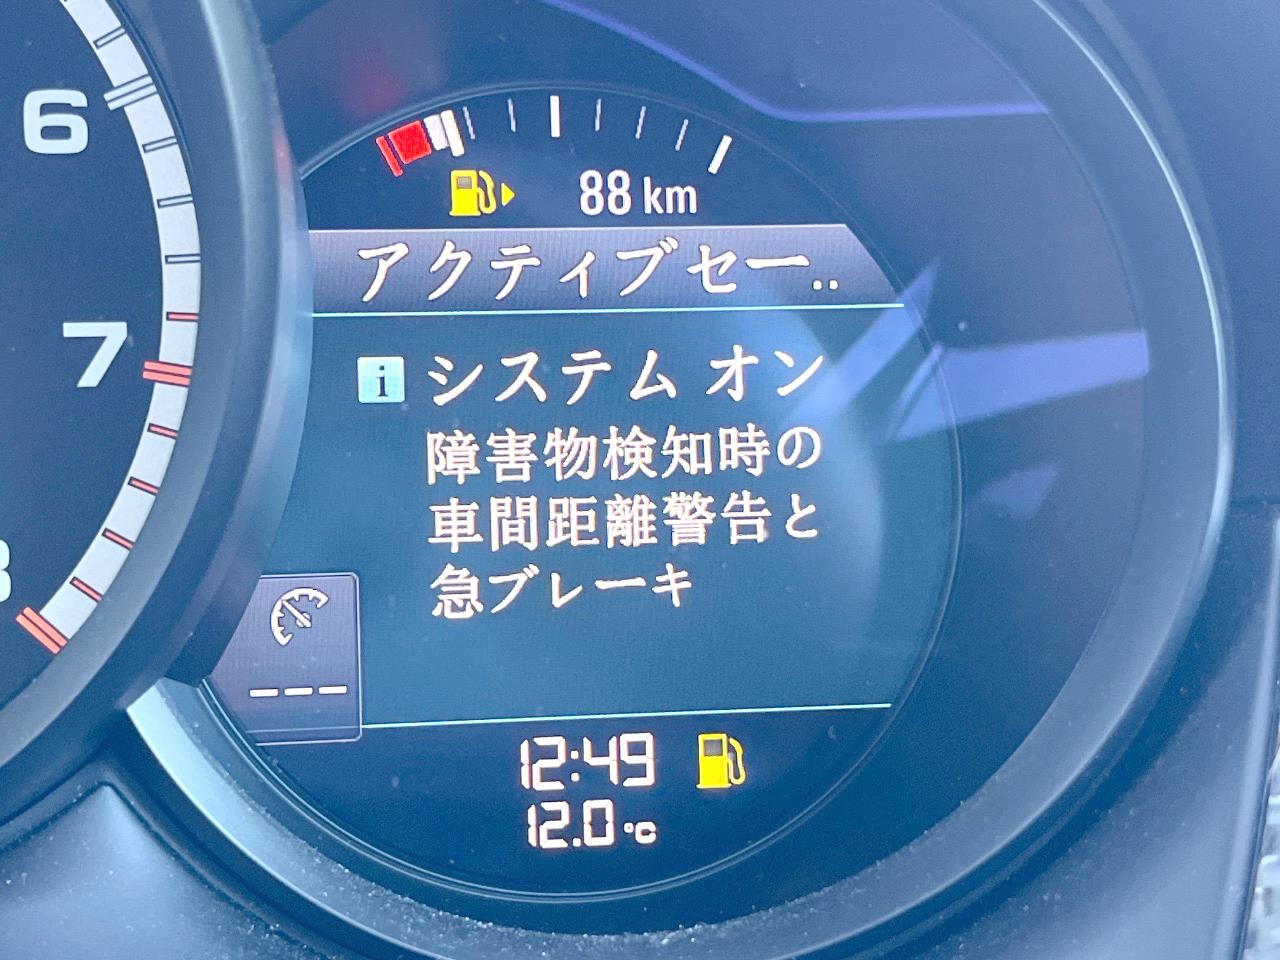 6
7
8
88 km
アクティブセー..
i システム オン
障害物検知時の
車間距離警告と
急ブレーキ
---
12:49
12.0 °C